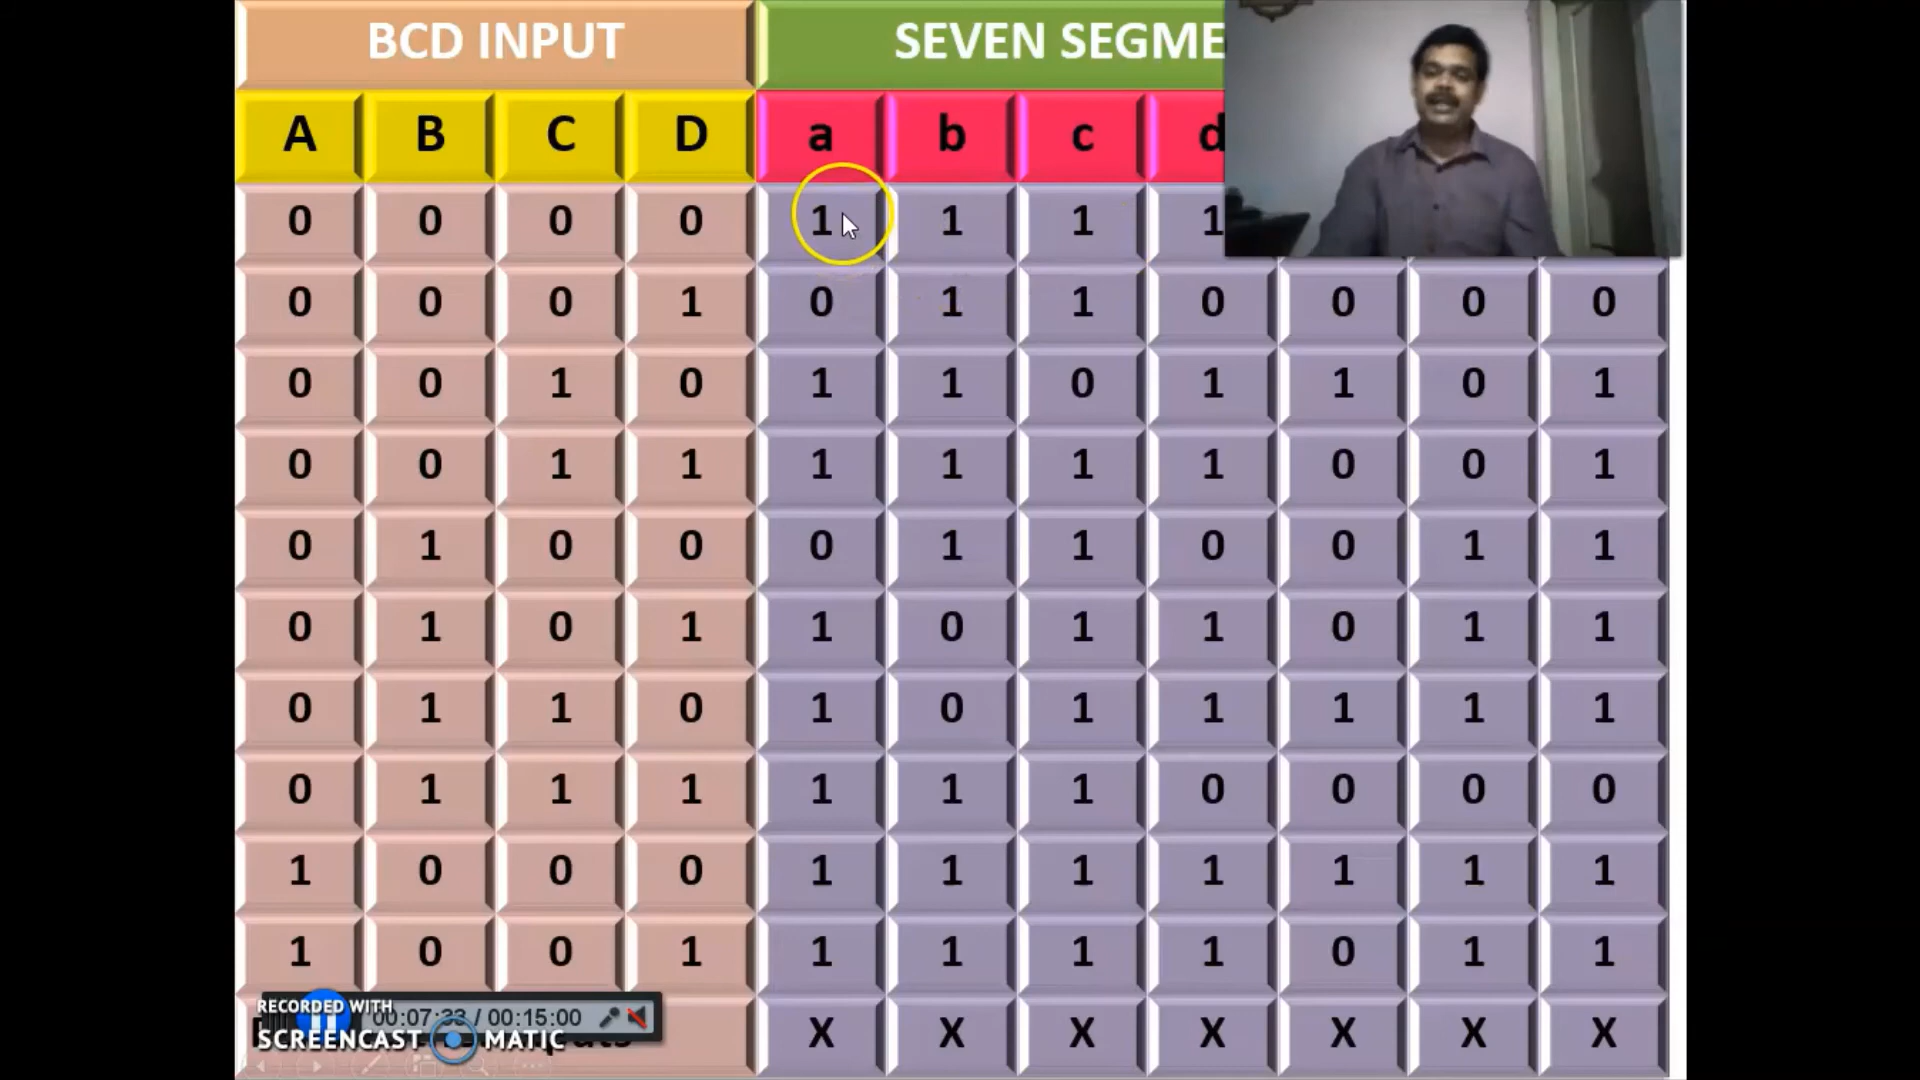 BCD INPUT SEVEN SEGME
A B C D a b c d
0 0 0 0 1 1 1 1
0 0 0 1 0 1 1 0 0 0 0
0 0 1 0 1 1 0 1 1 0 1
0 0 1 1 1 1 1 1 0 0 1
0 1 0 0 0 1 1 0 0 1 1
0 1 0 1 1 0 1 1 0 1 1
0 1 1 0 1 0 1 1 1 1 1
0 1 1 1 1 1 1 0 0 0 0
1 0 0 0 1 1 1 1 1 1 1
1 0 0 1 1 1 1 1 0 1 1
X X X X X X X
RECORDED WITH
00:07:33 / 00:15:00
SCREENCAST MATIC